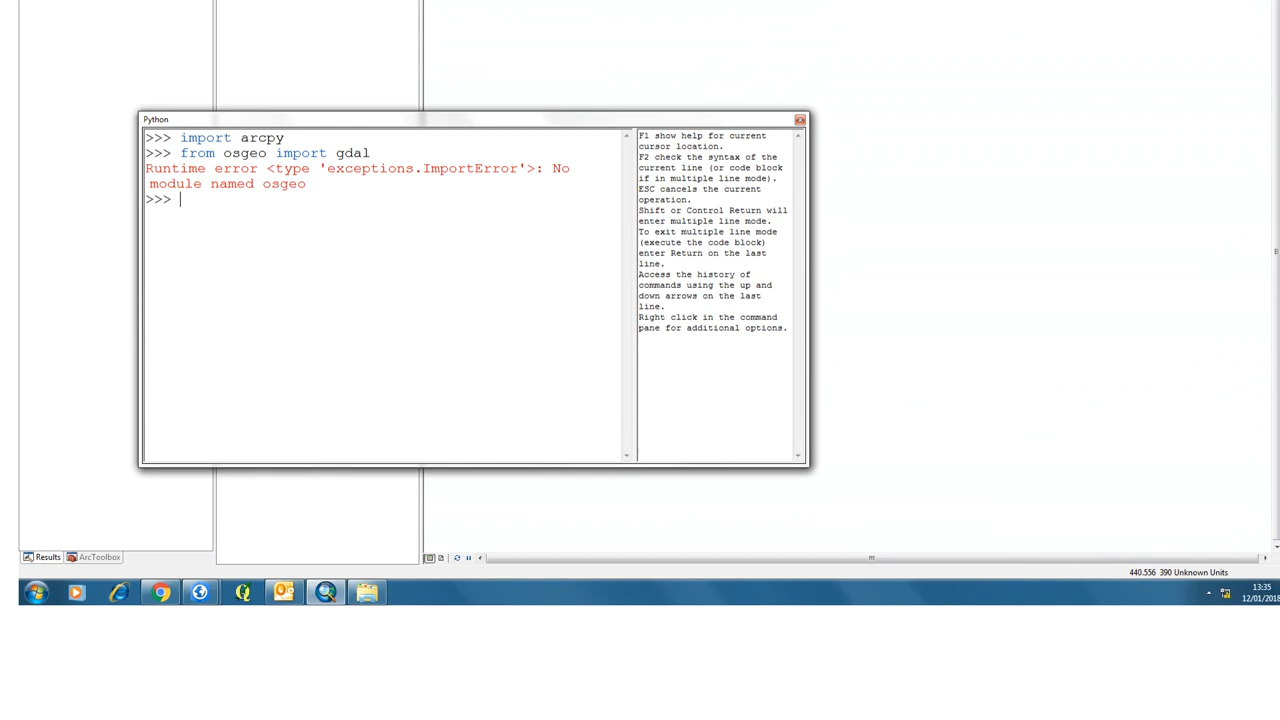 Python
>>> import arcpy
>>> from osgeo import gdal
Runtime error <type 'exceptions.ImportError'>: No
module named osgeo
>>>
F1 show help for current
cursor location.
F2 check the syntax of the
current line (or code block
if in multiple line mode).
ESC cancels the current
operation.
Shift or Control Return will
enter multiple line mode.
To exit multiple line mode
(execute the code block)
enter Return on the last
line.
Access the history of
commands using the up and
down arrows on the last
line.
Right click in the command
pane for additional options.
Results
ArcToolbox
440.556 390 Unknown Units
13:35
12/01/2018